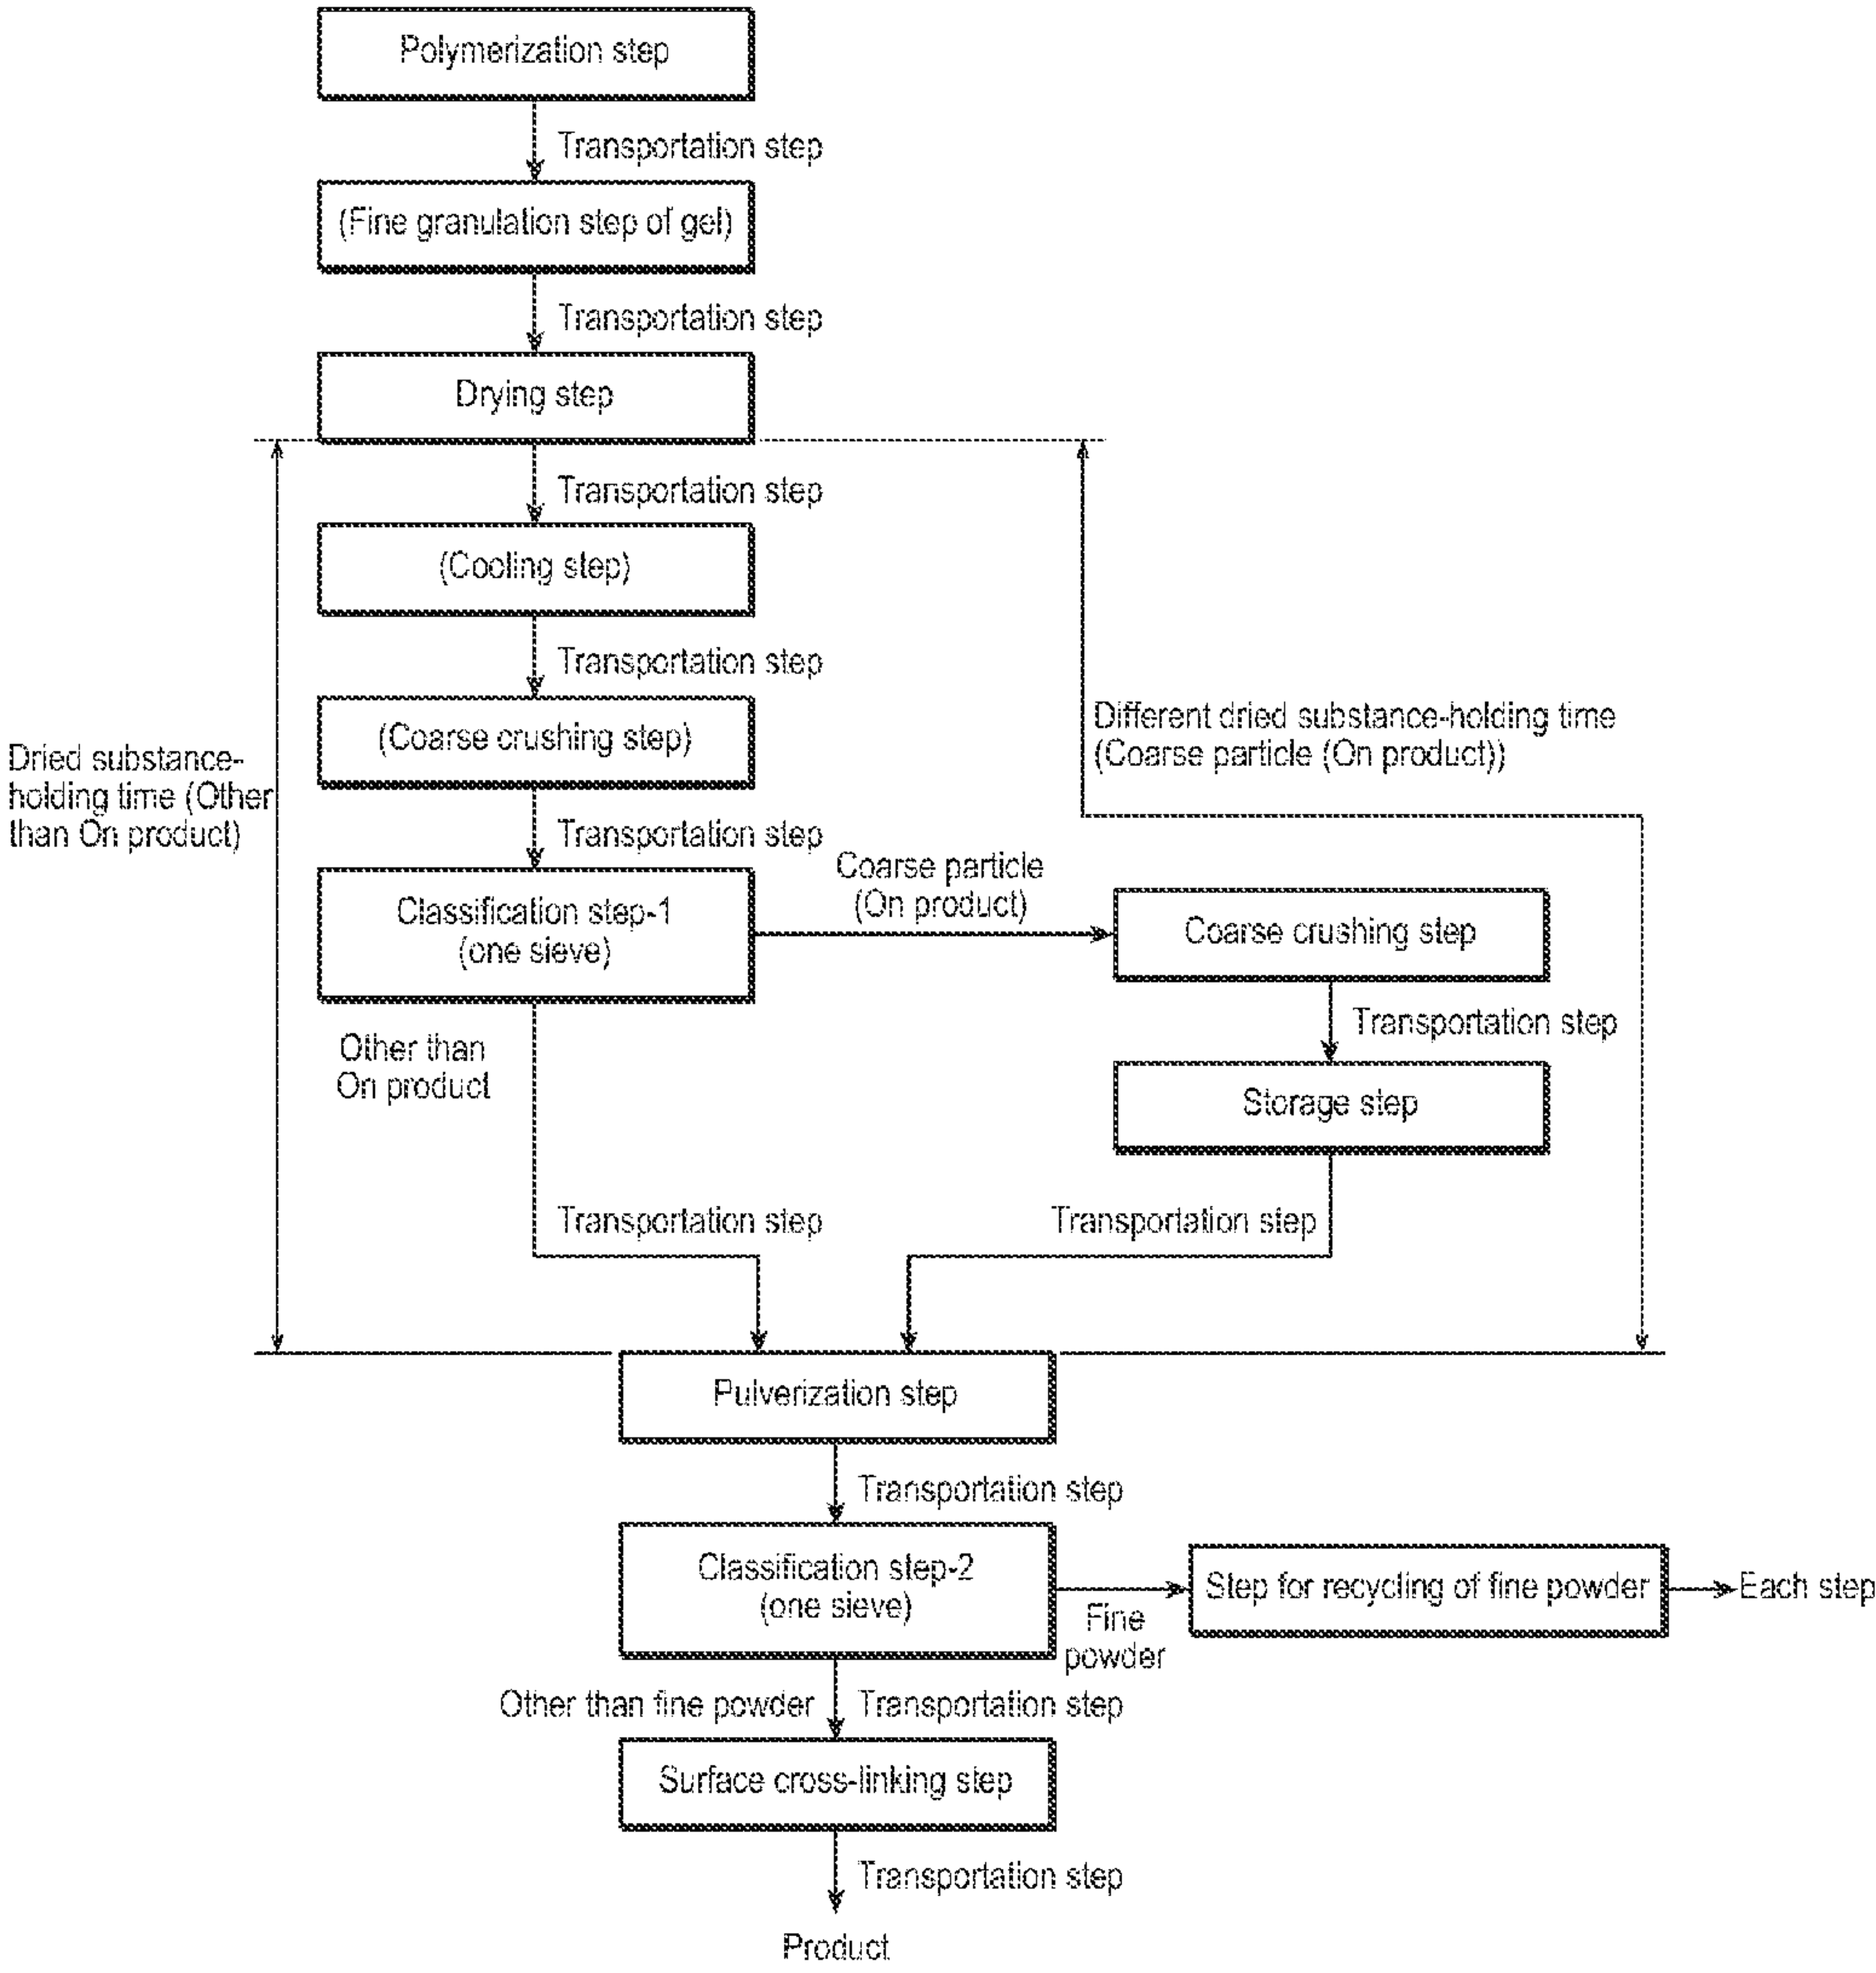 Polymerization step
Transportation step
(Fine granulation step of gel)
Transportation step
Drying step
Transportation step
(Cooling step)
Transportation step
(Coarse crushing step)
Different dried substance-holding time
(Coarse particle (On product))
Dried substance-
holding time (Other
than On product)
Transportation step
Classification step-1
(one sieve)
Coarse particle
(On product)
Coarse crushing step
Transportation step
Other than
On product
Storage step
Transportation step
Transportation step
Pulverization step
Transportation step
Classification step-2
(one sieve)
Fine
powder
Step for recycling of fine powder
Each step
Other than fine powder
Transportation step
Surface cross-linking step
Transportation step
Product